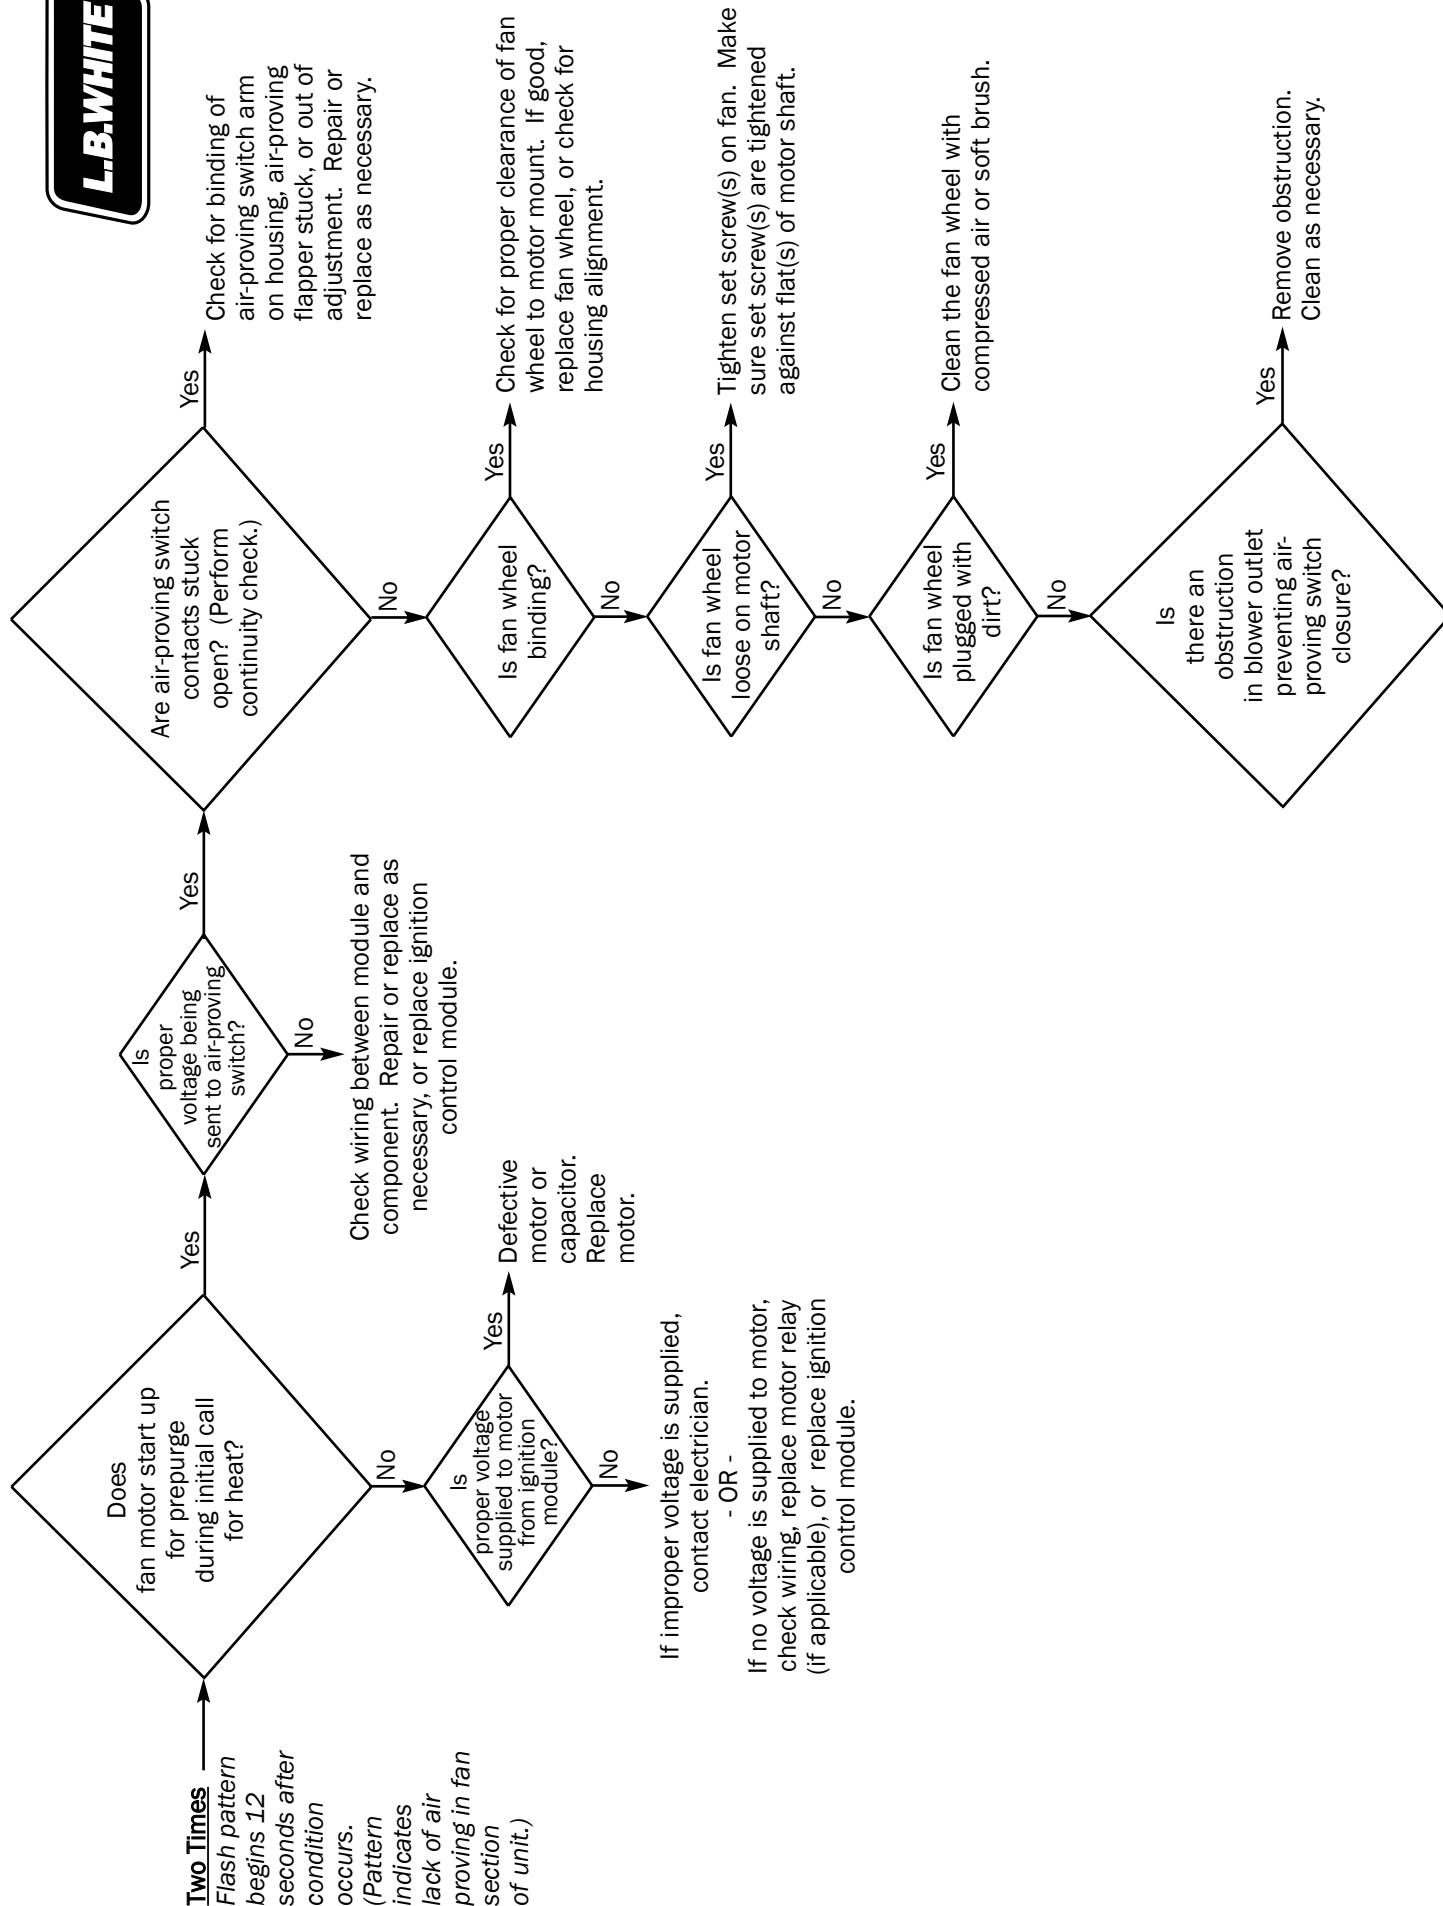 L.B.WHITE
Two Times
Flash pattern
begins 12
seconds after
condition
occurs.
(Pattern
indicates
lack of air
proving in fan
section
of unit.)
Does
fan motor start up
for prepurge
during initial call
for heat?
Yes
No
Is
proper voltage
supplied to motor
from ignition
module?
Yes
Defective
motor or
capacitor.
Replace
motor.
No
If improper voltage is supplied,
contact electrician.
- OR -
If no voltage is supplied to motor,
check wiring, replace motor relay
(if applicable), or replace ignition
control module.
Is
proper
voltage being
sent to air-proving
switch?
Yes
No
Check wiring between module and
component. Repair or replace as
necessary, or replace ignition
control module.
Are air-proving switch
contacts stuck
open? (Perform
continuity check.)
Yes
Check for binding of
air-proving switch arm
on housing, air-proving
flapper stuck, or out of
adjustment. Repair or
replace as necessary.
No
Is fan wheel
binding?
Yes
Check for proper clearance of fan
wheel to motor mount. If good,
replace fan wheel, or check for
housing alignment.
No
Is fan wheel
loose on motor
shaft?
Yes
Tighten set screw(s) on fan. Make
sure set screw(s) are tightened
against flat(s) of motor shaft.
No
Is fan wheel
plugged with
dirt?
Yes
Clean the fan wheel with
compressed air or soft brush.
No
Is
there an
obstruction
in blower outlet
preventing air-
proving switch
closure?
Yes
Remove obstruction.
Clean as necessary.